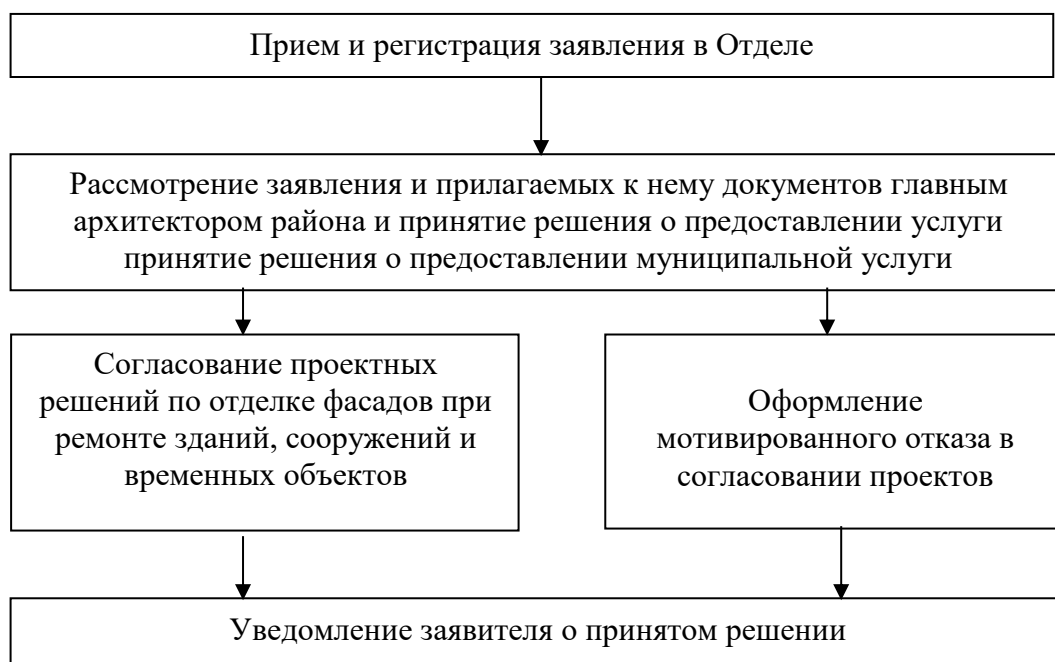 Прием и регистрация заявления в Отделе
Рассмотрение заявления и прилагаемых к нему документов главным
архитектором района и принятие решения о предоставлении услуги
принятие решения о предоставлении муниципальной услуги
Согласование проектных
решений по отделке фасадов при
ремонте зданий, сооружений и
временных объектов
Оформление
мотивированного отказа в
согласовании проектов
Уведомление заявителя о принятом решении